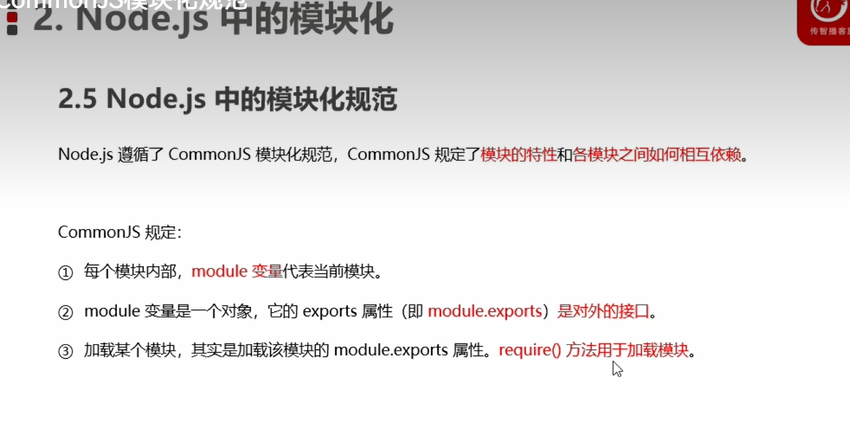 CommonJS模块化规范
2. Node.js 中的模块化
传智播客
2.5 Node.js 中的模块化规范
Node.js 遵循了 CommonJS 模块化规范，CommonJS 规定了模块的特性和各模块之间如何相互依赖。
CommonJS 规定：
① 每个模块内部，module 变量代表当前模块。
② module 变量是一个对象，它的 exports 属性（即 module.exports）是对外的接口。
③ 加载某个模块，其实是加载该模块的 module.exports 属性。require() 方法用于加载模块。